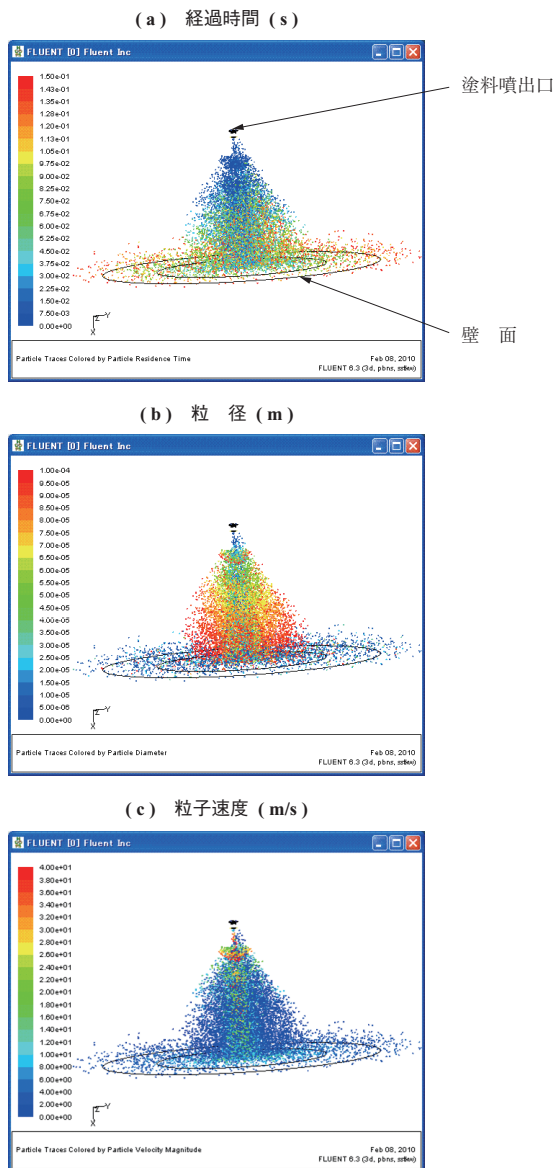 ( a ) 経過時間 ( s )
FLUENT [0] Fluent Inc
1.50e-01
1.43e-01
1.35e-01
1.28e-01
1.20e-01
1.13e-01
1.05e-01
9.75e-02
9.00e-02
8.25e-02
7.50e-02
6.75e-02
6.00e-02
5.25e-02
4.50e-02
3.75e-02
3.00e-02
2.25e-02
1.50e-02
7.50e-03
0.00e+00
塗料噴出口
壁 面
Z Y
X
Particle Traces Colored by Particle Residence Time
Feb 08, 2010
FLUENT 6.3 (3d, pbns, sstkw)
( b ) 粒 径 ( m )
FLUENT [0] Fluent Inc
1.00e-04
9.50e-05
9.00e-05
8.50e-05
8.00e-05
7.50e-05
7.00e-05
6.50e-05
6.00e-05
5.50e-05
5.00e-05
4.50e-05
4.00e-05
3.50e-05
3.00e-05
2.50e-05
2.00e-05
1.50e-05
1.00e-05
5.00e-06
0.00e+00
Z Y
X
Particle Traces Colored by Particle Diameter
Feb 08, 2010
FLUENT 6.3 (3d, pbns, sstkw)
( c ) 粒子速度 ( m/s )
FLUENT [0] Fluent Inc
4.00e+01
3.80e+01
3.60e+01
3.40e+01
3.20e+01
3.00e+01
2.80e+01
2.60e+01
2.40e+01
2.20e+01
2.00e+01
1.80e+01
1.60e+01
1.40e+01
1.20e+01
1.00e+01
8.00e+00
6.00e+00
4.00e+00
2.00e+00
0.00e+00
Z Y
X
Particle Traces Colored by Particle Velocity Magnitude
Feb 08, 2010
FLUENT 6.3 (3d, pbns, sstkw)